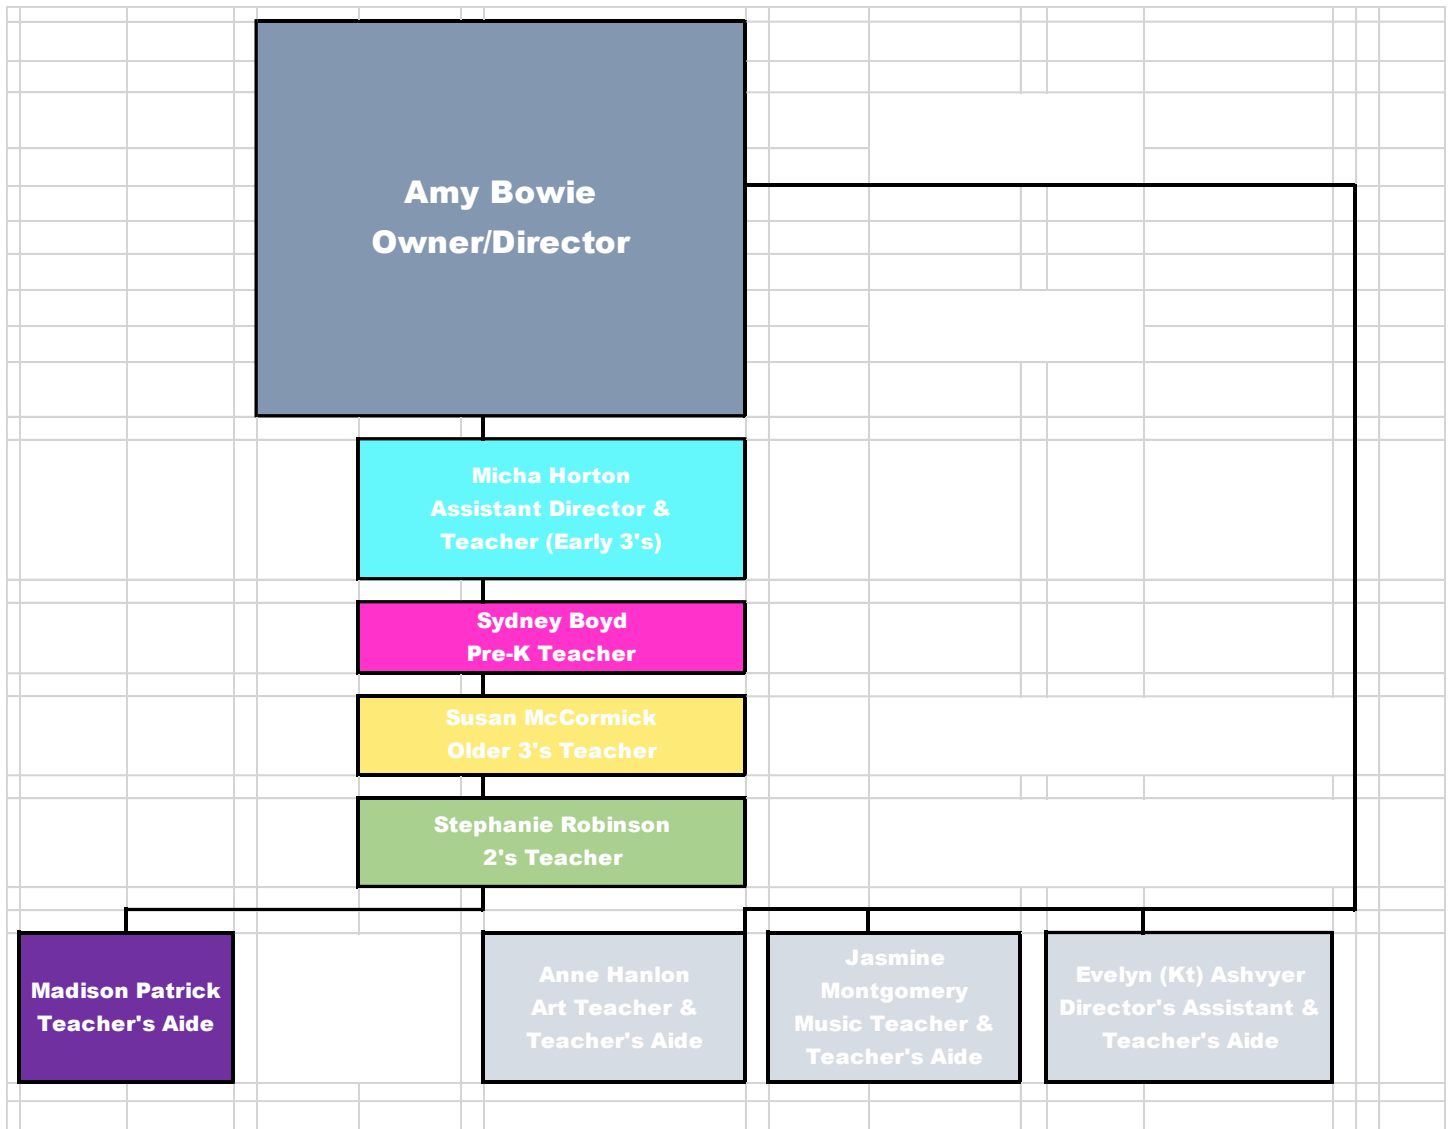 Amy Bowie
Owner/Director
Micha Horton
Assistant Director &
Teacher (Early 3's)
Sydney Boyd
Pre-K Teacher
Susan McCormick
Older 3's Teacher
Stephanie Robinson
2's Teacher
Madison Patrick
Teacher's Aide
Anne Hanlon
Art Teacher &
Teacher's Aide
Jasmine
Montgomery
Music Teacher &
Teacher's Aide
Evelyn (Kt) Ashvyer
Director's Assistant &
Teacher's Aide